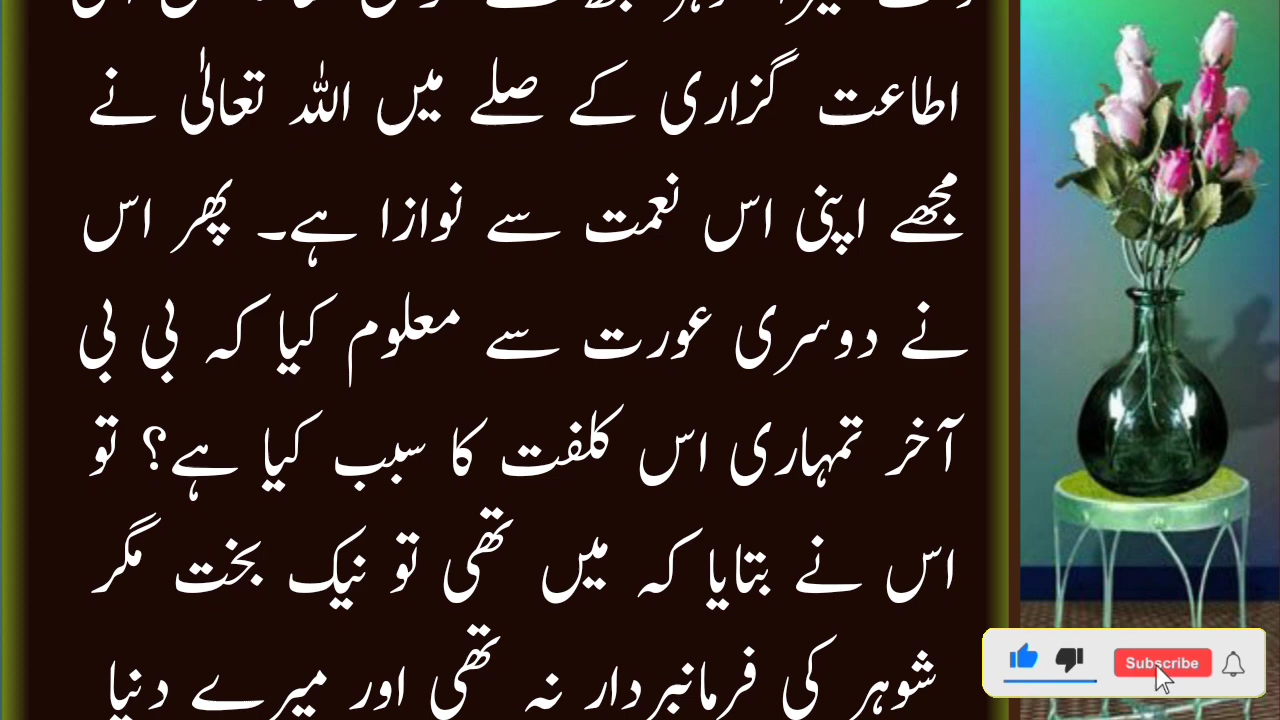 اطاعت گزاری کے صلے میں اللہ تعالٰی نے
مجھے اپنی اس نعمت سے نوازا ہے۔ پھر اس
نے دوسری عورت سے معلوم کیا کہ بی بی
آخر تمہاری اس کلفت کا سبب کیا ہے؟ تو
اس نے بتایا کہ میں تھی تو نیک بخت مگر
شوہر کی فرمانبردار نہ تھی اور میرے دنیا
Subscribe